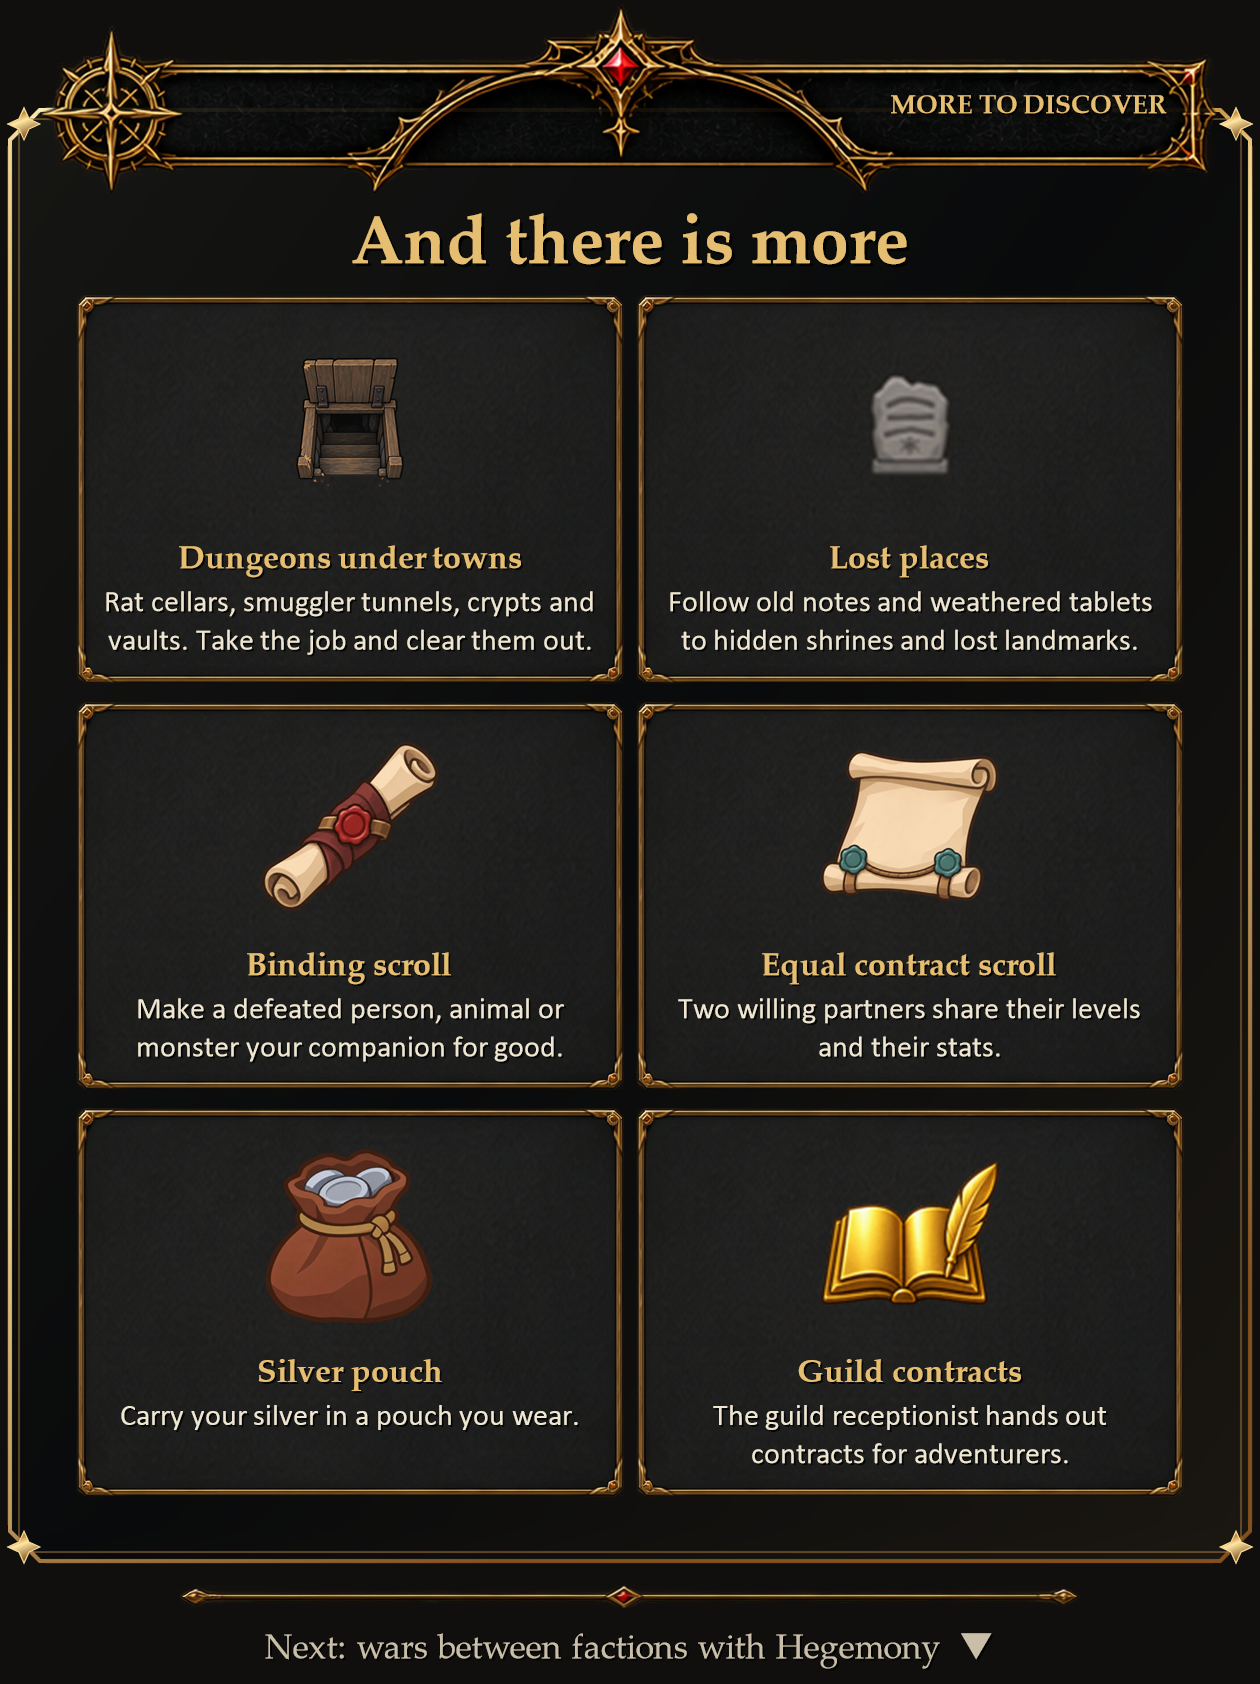 MORE TO DISCOVER
And there is more
Dungeons under towns
Rat cellars, smuggler tunnels, crypts and
vaults. Take the job and clear them out.
Lost places
Follow old notes and weathered tablets
to hidden shrines and lost landmarks.
Binding scroll
Make a defeated person, animal or
monster your companion for good.
Equal contract scroll
Two willing partners share their levels
and their stats.
Silver pouch
Carry your silver in a pouch you wear.
Guild contracts
The guild receptionist hands out
contracts for adventurers.
Next: wars between factions with Hegemony ▼